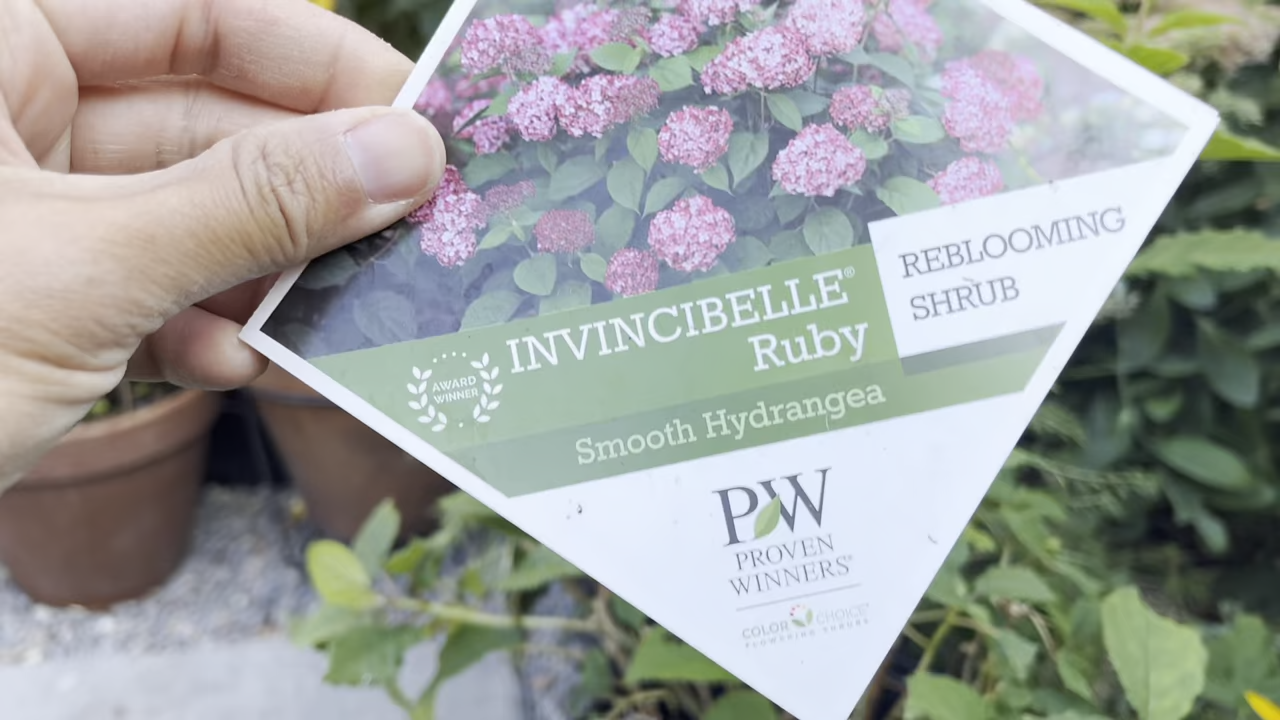 REBLOOMING
SHRUB
INVINCIBELLE®
Ruby
AWARD
WINNER
Smooth Hydrangea
PW
PROVEN
WINNERS®
COLOR CHOICE®
FLOWERING SHRUBS